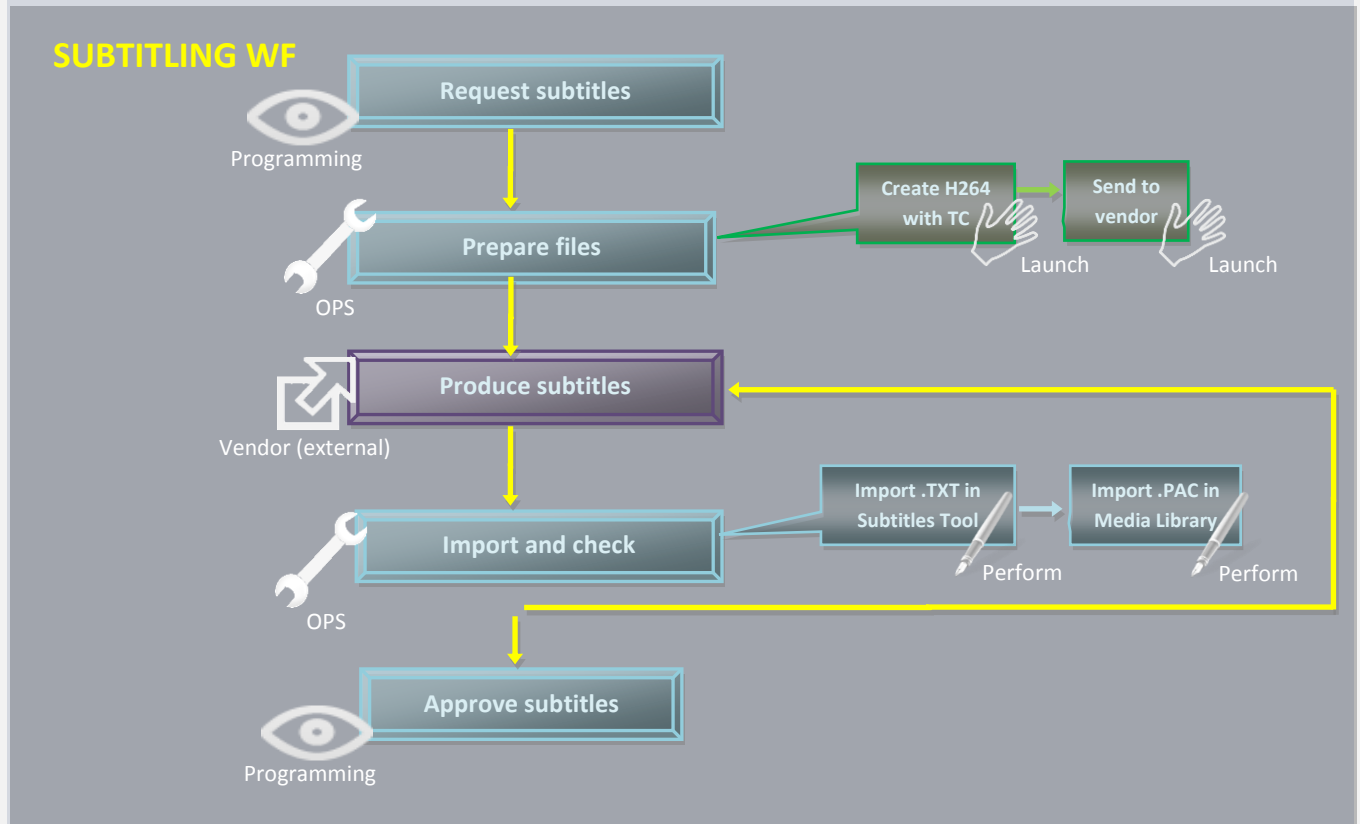 SUBTITLING WF
Request subtitles
Programming
Create H264
with TC
Launch
Send to
vendor
Launch
Prepare files
OPS
Produce subtitles
Vendor (external)
Import .TXT in
Subtitles Tool
Perform
Import .PAC in
Media Library
Perform
Import and check
OPS
Approve subtitles
Programming